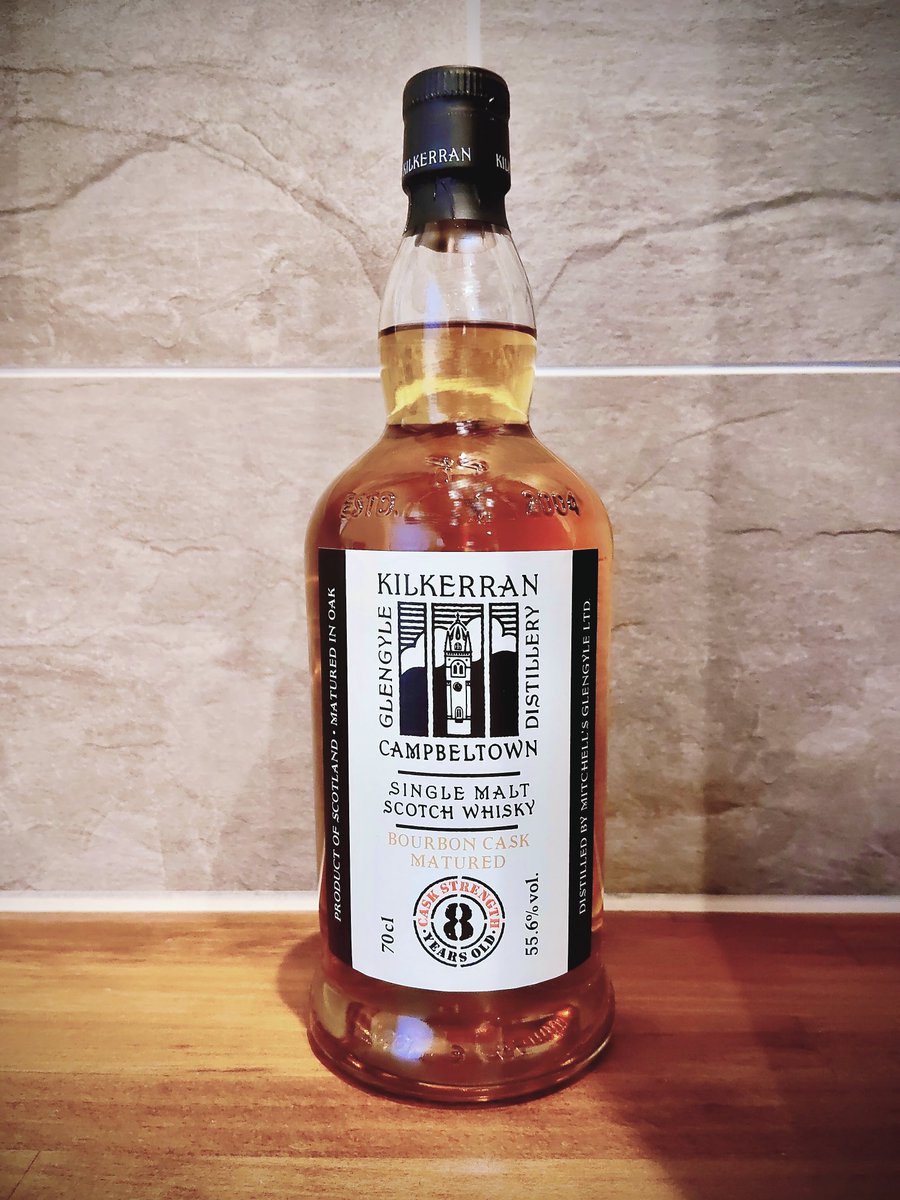 KILKERRAN
ESTD. 2004
KILKERRAN
GLENGYLE
DISTILLERY
CAMPBELTOWN
SINGLE MALT
SCOTCH WHISKY
BOURBON CASK
MATURED
CASK STRENGTH
8
YEARS OLD
70cl
55.6% vol.
PRODUCT OF SCOTLAND • MATURED IN OAK
DISTILLED BY MITCHELL'S GLENGYLE LTD.